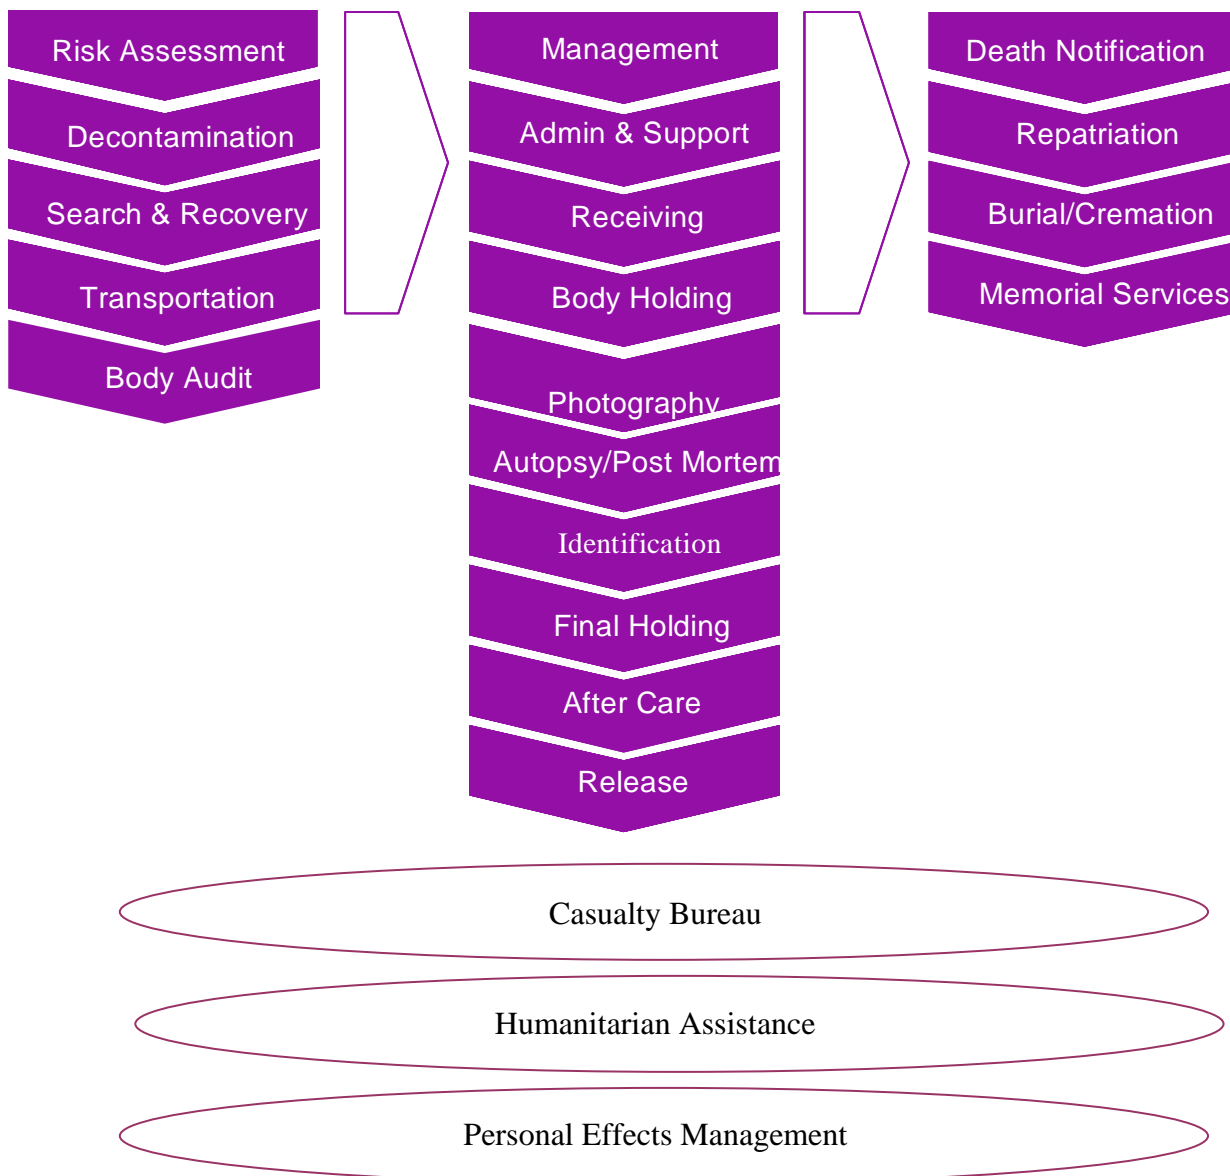 Risk Assessment
Decontamination
Search & Recovery
Transportation
Body Audit
Management
Admin & Support
Receiving
Body Holding
Photography
Autopsy/Post Mortem
Identification
Final Holding
After Care
Release
Death Notification
Repatriation
Burial/Cremation
Memorial Services
Casualty Bureau
Humanitarian Assistance
Personal Effects Management